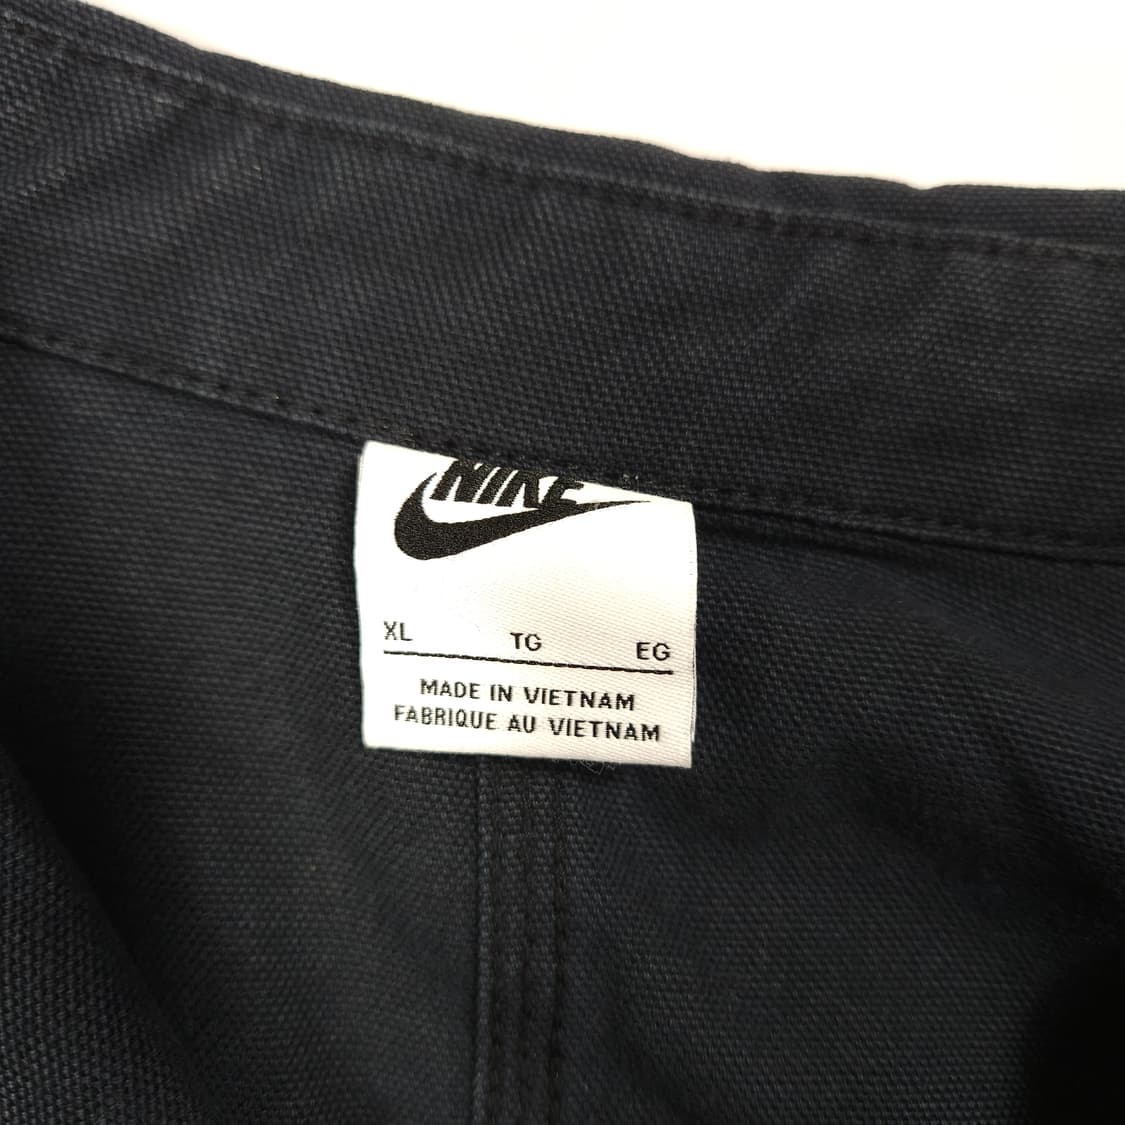 NIKE
XL TG EG
MADE IN VIETNAM
FABRIQUE AU VIETNAM